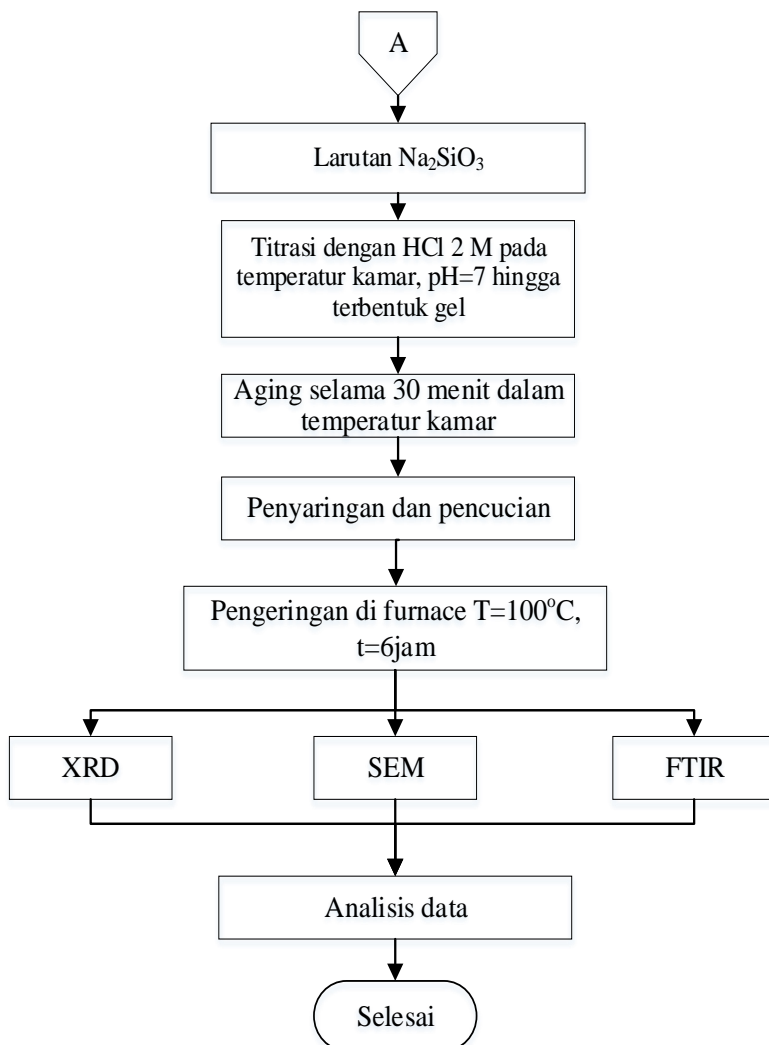 A
Larutan Na₂SiO₃
Titrasi dengan HCl 2 M pada
temperatur kamar, pH=7 hingga
terbentuk gel
Aging selama 30 menit dalam
temperatur kamar
Penyaringan dan pencucian
Pengeringan di furnace T=100°C,
t=6jam
XRD
SEM
FTIR
Analisis data
Selesai